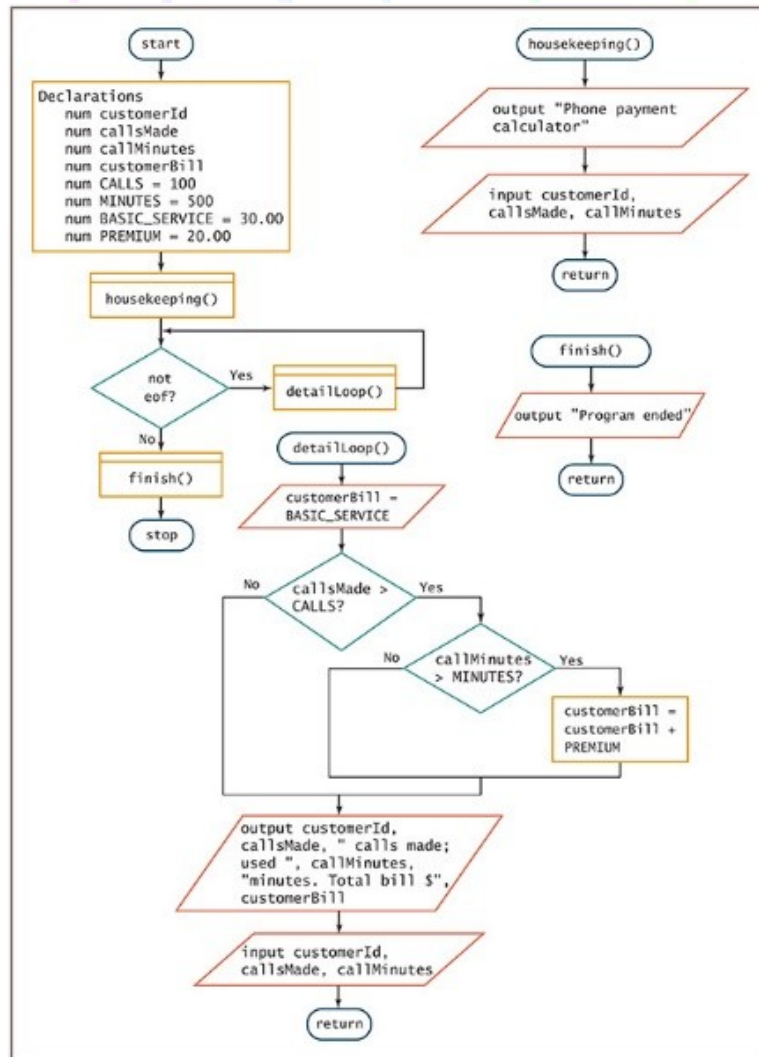 start
Declarations
num customerId
num callsMade
num callMinutes
num customerBill
num CALLS = 100
num MINUTES = 500
num BASIC_SERVICE = 30.00
num PREMIUM = 20.00
housekeeping()
not
eof?
Yes
detailLoop()
No
finish()
stop
housekeeping()
output "Phone payment
calculator"
input customerId,
callsMade, callMinutes
return
finish()
output "Program ended"
return
detailLoop()
customerBill =
BASIC_SERVICE
No
callsMade >
CALLS?
Yes
No
callMinutes
> MINUTES?
Yes
customerBill =
customerBill +
PREMIUM
output customerId,
callsMade, " calls made;
used ", callMinutes,
"minutes. Total bill $",
customerBill
input customerId,
callsMade, callMinutes
return